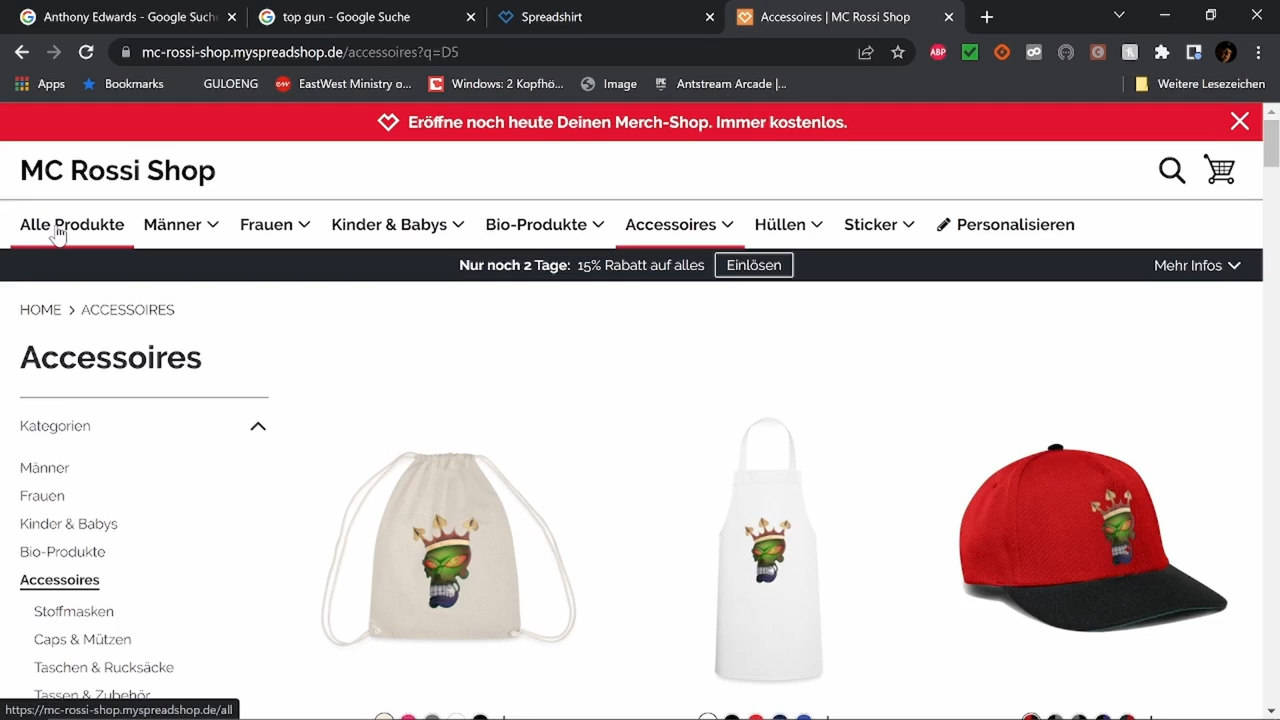 Anthony Edwards - Google Suche
top gun - Google Suche
Spreadshirt
Accessoires | MC Rossi Shop
mc-rossi-shop.myspreadshop.de/accessoires?q=D5
ABP
Apps
Bookmarks
GULOENG
EastWest Ministry o...
Windows: 2 Kopfhö...
Image
Antstream Arcade |...
Weitere Lesezeichen
Eröffne noch heute Deinen Merch-Shop. Immer kostenlos.
MC Rossi Shop
Alle Produkte
Männer
Frauen
Kinder & Babys
Bio-Produkte
Accessoires
Hüllen
Sticker
Personalisieren
Nur noch 2 Tage: 15% Rabatt auf alles
Einlösen
Mehr Infos
HOME > ACCESSOIRES
Accessoires
Kategorien
Männer
Frauen
Kinder & Babys
Bio-Produkte
Accessoires
Stoffmasken
Caps & Mützen
Taschen & Rucksäcke
Tassen & Zubehör
https://mc-rossi-shop.myspreadshop.de/all